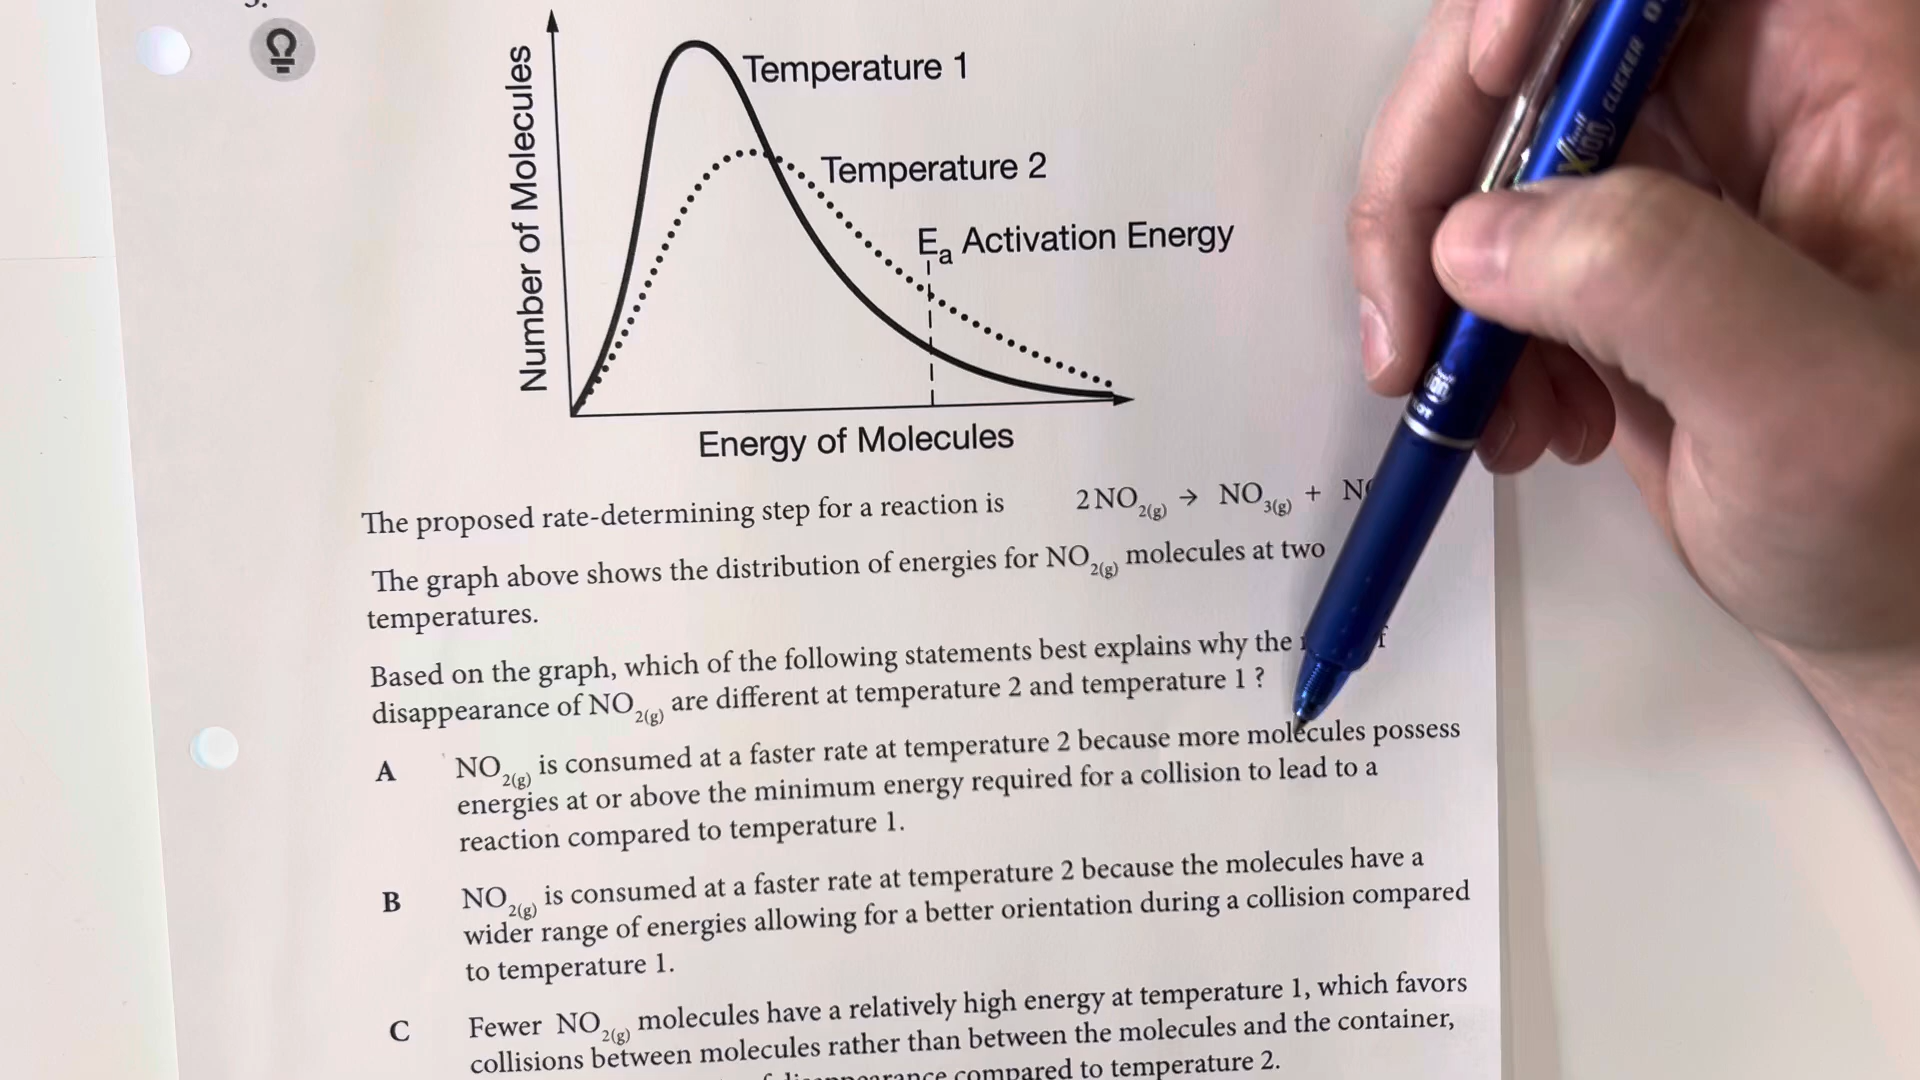 Temperature 1
Temperature 2
Eₐ Activation Energy
Number of Molecules
Energy of Molecules
The proposed rate-determining step for a reaction is 2NO₂(g) → NO₃(g) +
The graph above shows the distribution of energies for NO₂(g) molecules at two
temperatures.
Based on the graph, which of the following statements best explains why the
disappearance of NO₂(g) are different at temperature 2 and temperature 1 ?
A NO₂(g) is consumed at a faster rate at temperature 2 because more molecules possess
energies at or above the minimum energy required for a collision to lead to a
reaction compared to temperature 1.
B NO₂(g) is consumed at a faster rate at temperature 2 because the molecules have a
wider range of energies allowing for a better orientation during a collision compared
to temperature 1.
C Fewer NO₂(g) molecules have a relatively high energy at temperature 1, which favors
collisions between molecules rather than between the molecules and the container,
compared to temperature 2.
CLICKER